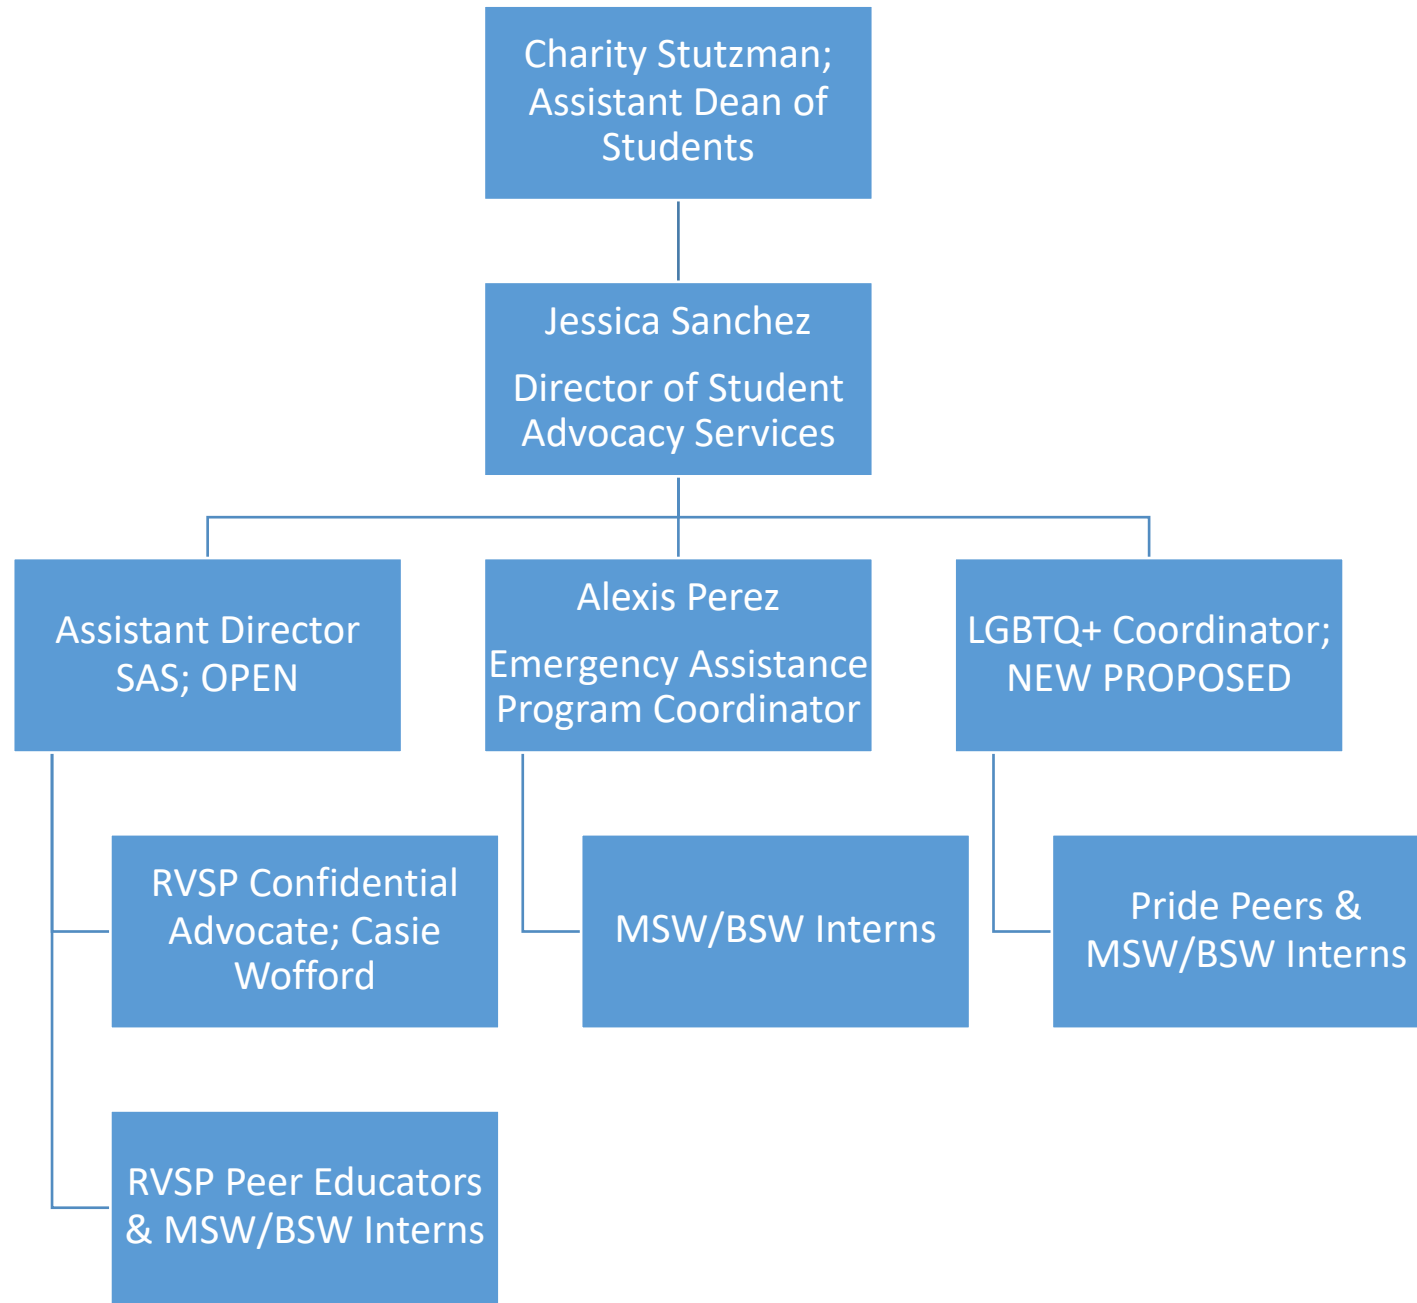 Charity Stutzman;
Assistant Dean of
Students
Jessica Sanchez
Director of Student
Advocacy Services
Assistant Director
SAS; OPEN
Alexis Perez
Emergency Assistance
Program Coordinator
LGBTQ+ Coordinator;
NEW PROPOSED
RVSP Confidential
Advocate; Casie
Wofford
MSW/BSW Interns
Pride Peers &
MSW/BSW Interns
RVSP Peer Educators
& MSW/BSW Interns